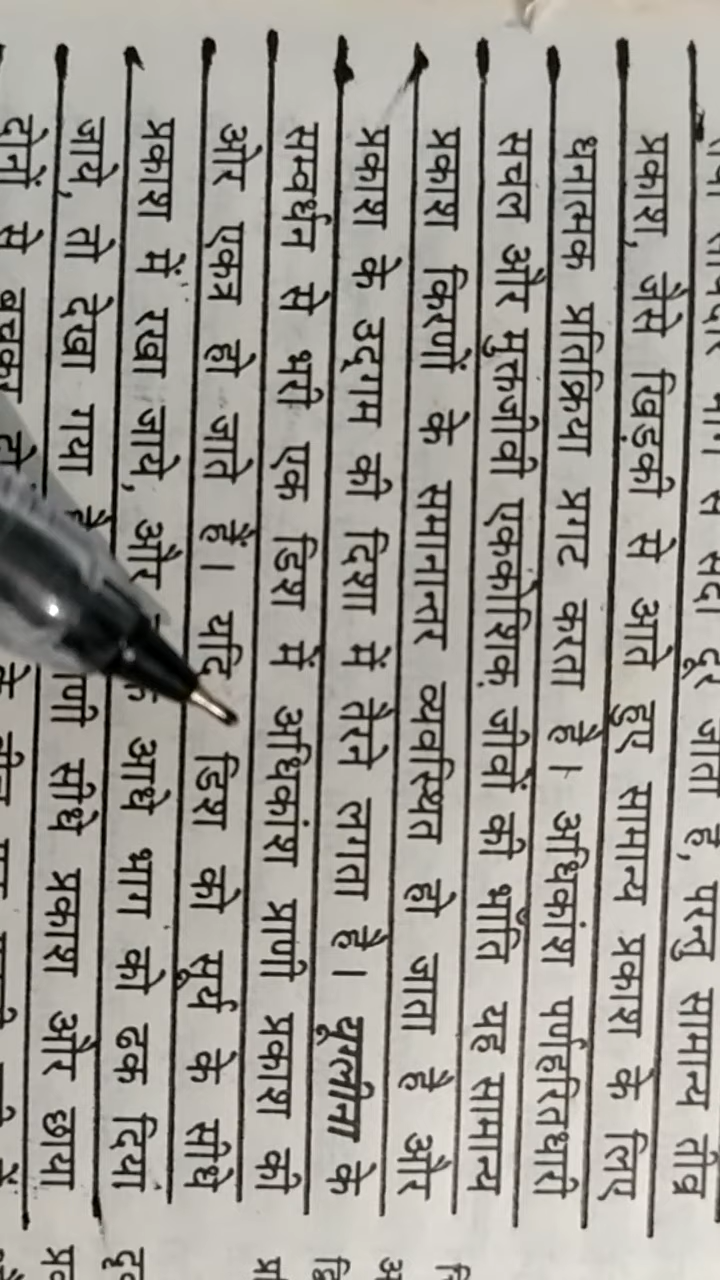 से सदा दूर जाता है, परन्तु सामान्य तीव्र
प्रकाश, जैसे खिड़की से आते हुए सामान्य प्रकाश के लिए
धनात्मक प्रतिक्रिया प्रगट करता है। अधिकांश पर्णहरितधारी
सचल और मुक्तजीवी एककोशिक जीवों की भाँति यह सामान्य
प्रकाश किरणों के समानान्तर व्यवस्थित हो जाता है और
प्रकाश के उद्गम की दिशा में तैरने लगता है। युग्लीना के
सम्वर्धन से भरी एक डिश में अधिकांश प्राणी प्रकाश की
ओर एकत्र हो जाते हैं। यदि डिश को सूर्य के सीधे
प्रकाश में रखा जाये, और आधे भाग को ढक दिया
जाये, तो देखा गया सीधे प्रकाश और छाया
दोनों से बचकर